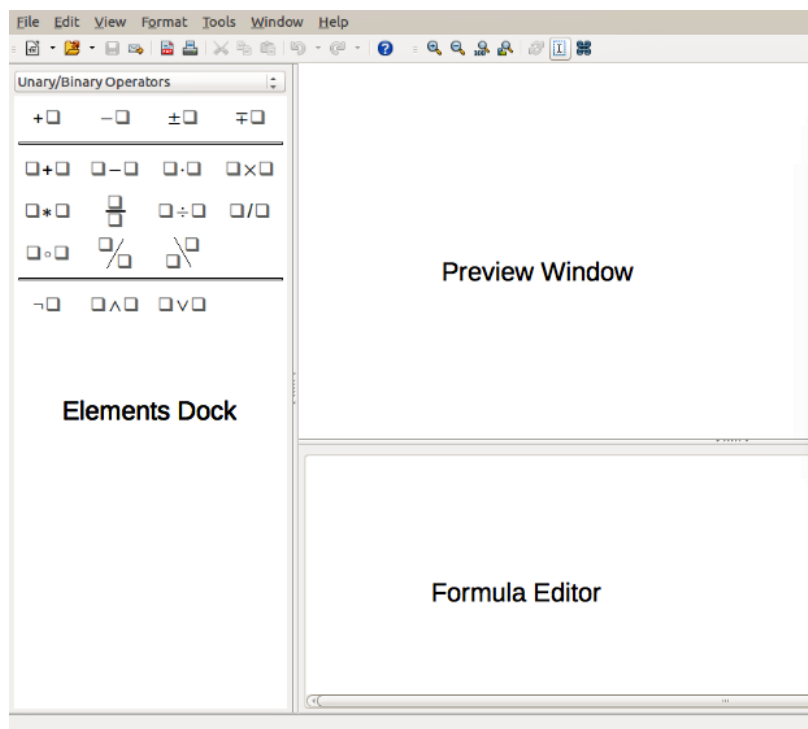 File Edit View Format Tools Window Help
Unary/Binary Operators
+□ −□ ±□ ∓□
□+□ □−□ □·□ □×□
□∗□ □/□ □÷□ □/□
□∘□ □/□ □\□
¬□ □∧□ □∨□
Preview Window
Elements Dock
Formula Editor